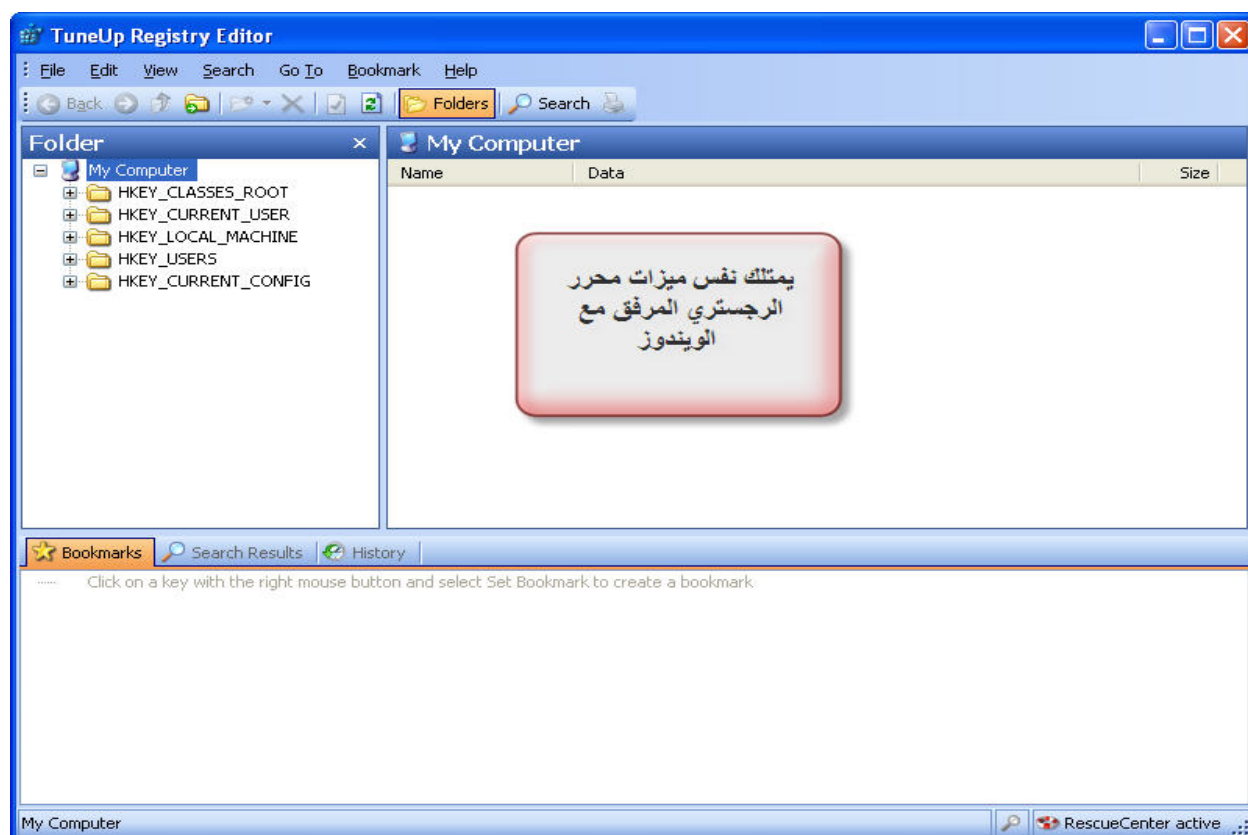 TuneUp Registry Editor
File Edit View Search Go To Bookmark Help
Back Folders Search
Folder
My Computer
HKEY_CLASSES_ROOT
HKEY_CURRENT_USER
HKEY_LOCAL_MACHINE
HKEY_USERS
HKEY_CURRENT_CONFIG
My Computer
Name Data Size
يمتلك نفس ميزات محرر
الرجستري المرفق مع
الويندوز
Bookmarks Search Results History
Click on a key with the right mouse button and select Set Bookmark to create a bookmark
My Computer RescueCenter active